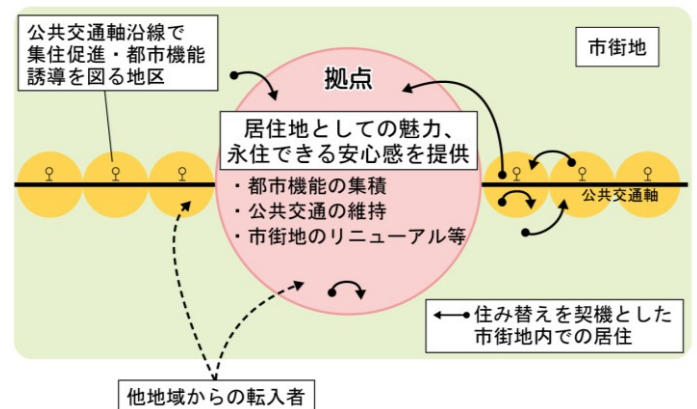 公共交通軸沿線で
集住促進・都市機能
誘導を図る地区
市街地
拠点
居住地としての魅力、
永住できる安心感を提供
・都市機能の集積
・公共交通の維持
・市街地のリニューアル等
公共交通軸
住み替えを契機とした
市街地内での居住
他地域からの転入者